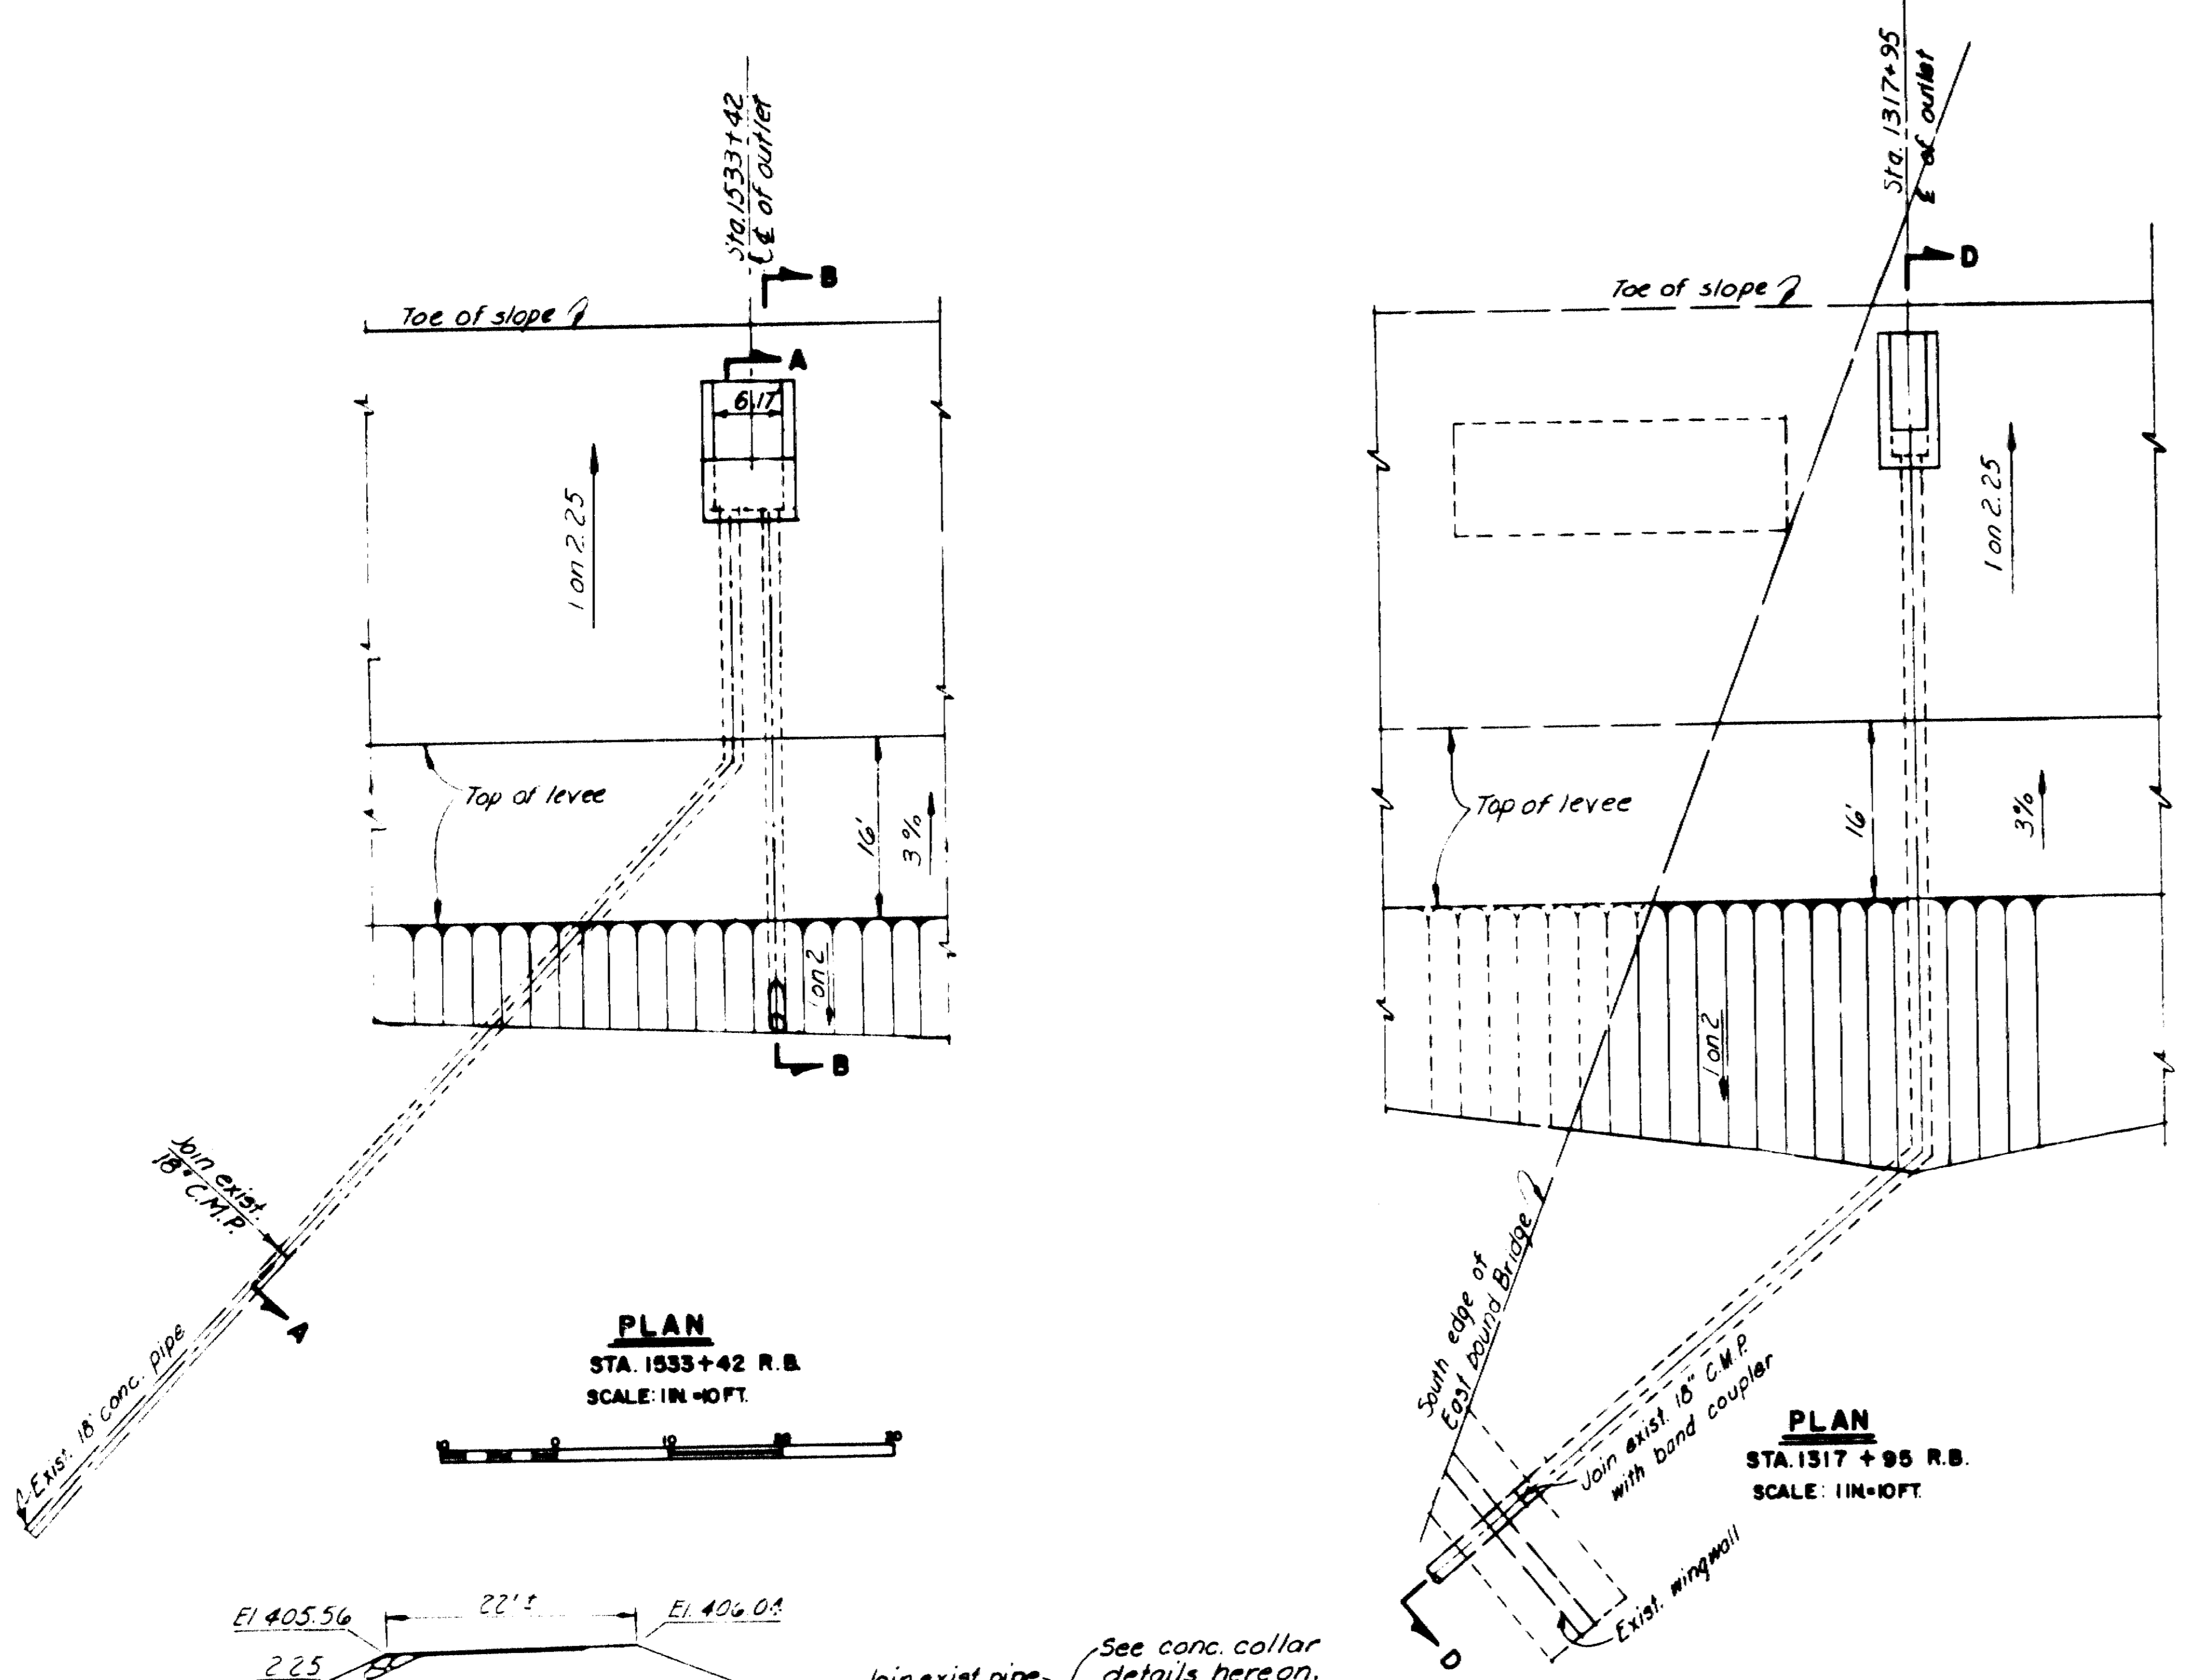 Sta. 1533+42
℄ of outlet
B
Toe of slope
A
6.17
1 on 2.25
Top of levee
16'
3%
1 on 2
B
Join exist.
18" C.M.P.
A
Exist. 18" conc. pipe
PLAN
STA. 1533+42 R.B.
SCALE: 1 IN.=10 FT.
10 0 10 20 30
El 405.56
22'±
El. 406.04
2.25
Join exist pipe
See conc. collar
details hereon.
Sta. 1317+95
℄ of outlet
D
Toe of slope
1 on 2.25
Top of levee
16'
3%
1 on 2
South edge of
East bound Bridge
Join exist. 18" C.M.P.
with band coupler
Exist. wingwall
D
PLAN
STA. 1317 + 95 R.B.
SCALE: 1 IN=10 FT.